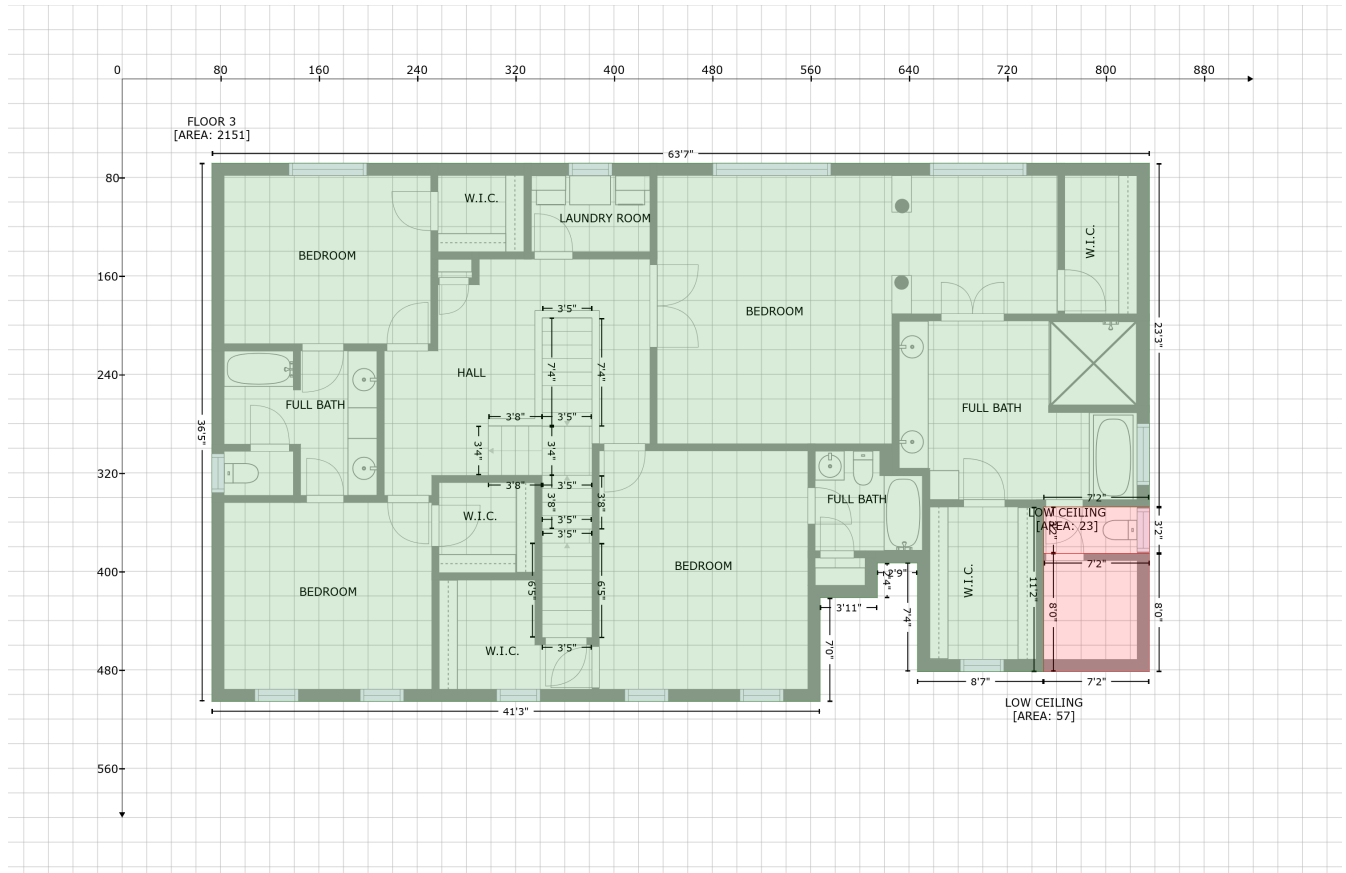 0 80 160 240 320 400 480 560 640 720 800 880
FLOOR 3
[AREA: 2151]
63'7"
80
W.I.C.
LAUNDRY ROOM
W.I.C.
BEDROOM
160
BEDROOM
3'5"
23'3"
240
HALL
7'4"
7'4"
FULL BATH
FULL BATH
36'5"
3'8"
3'5"
3'4"
3'4"
320
3'8"
3'5"
FULL BATH
7'2"
3'8"
3'8"
W.I.C.
3'5"
LOW CEILING
[AREA: 23]
3'2"
3'2"
3'5"
7'2"
BEDROOM
400
2'9"
2'4"
W.I.C.
11'2"
BEDROOM
6'5"
6'5"
3'11"
7'4"
8'0"
8'0"
3'5"
W.I.C.
7'0"
480
8'7"
7'2"
LOW CEILING
[AREA: 57]
41'3"
560